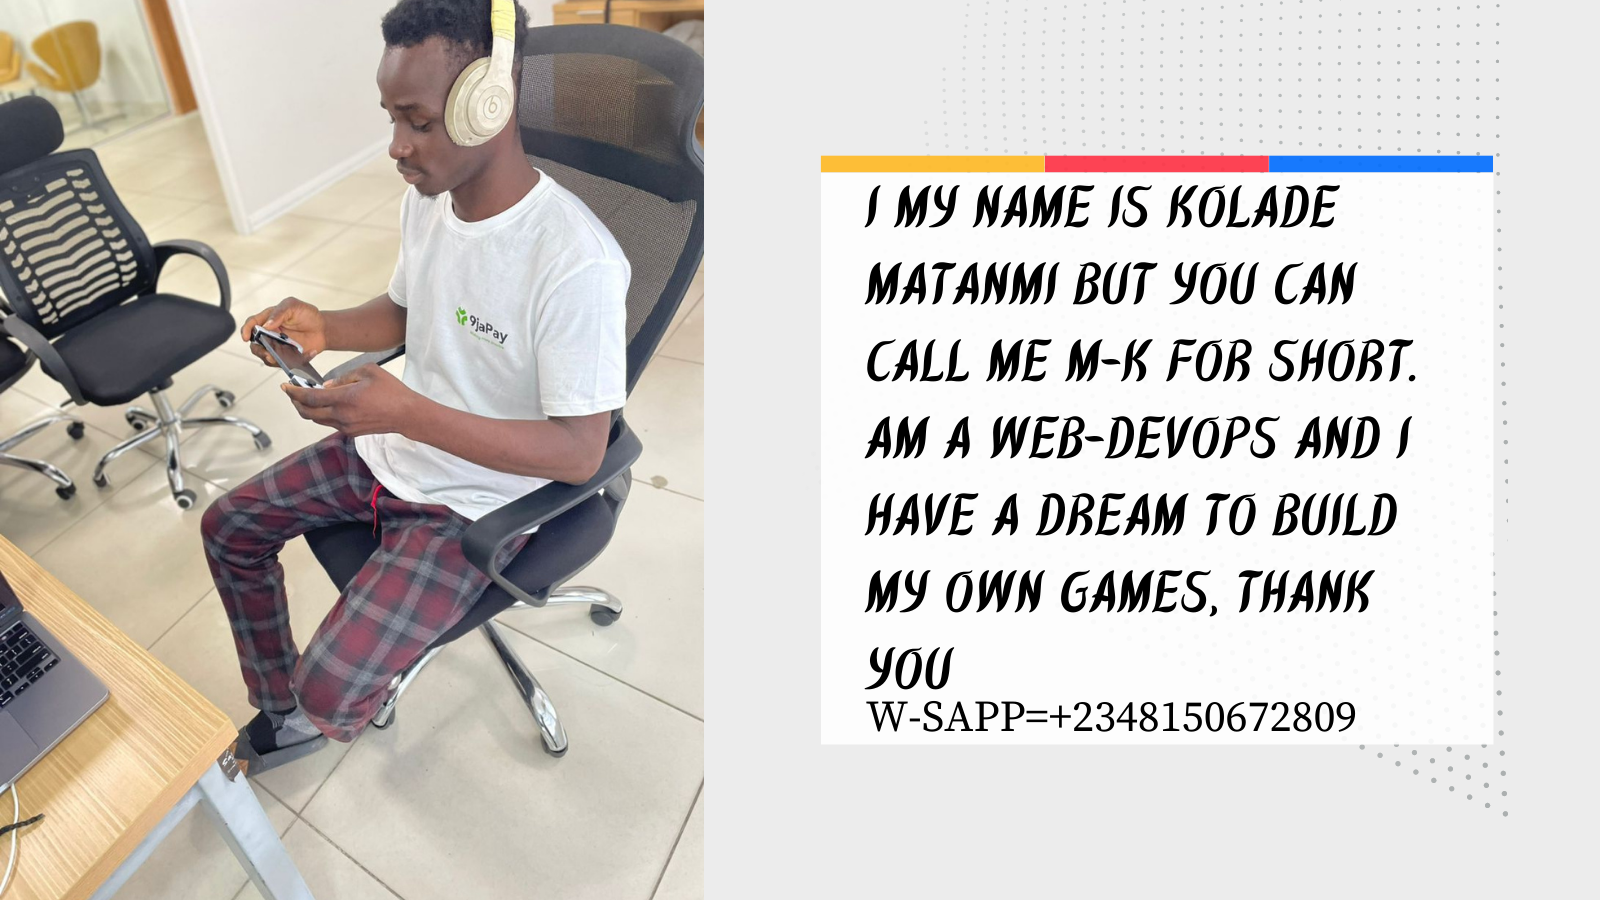 9jaPay
I MY NAME IS KOLADE
MATANMI BUT YOU CAN
CALL ME M-K FOR SHORT.
AM A WEB-DEVOPS AND I
HAVE A DREAM TO BUILD
MY OWN GAMES, THANK
YOU
W-SAPP=+2348150672809